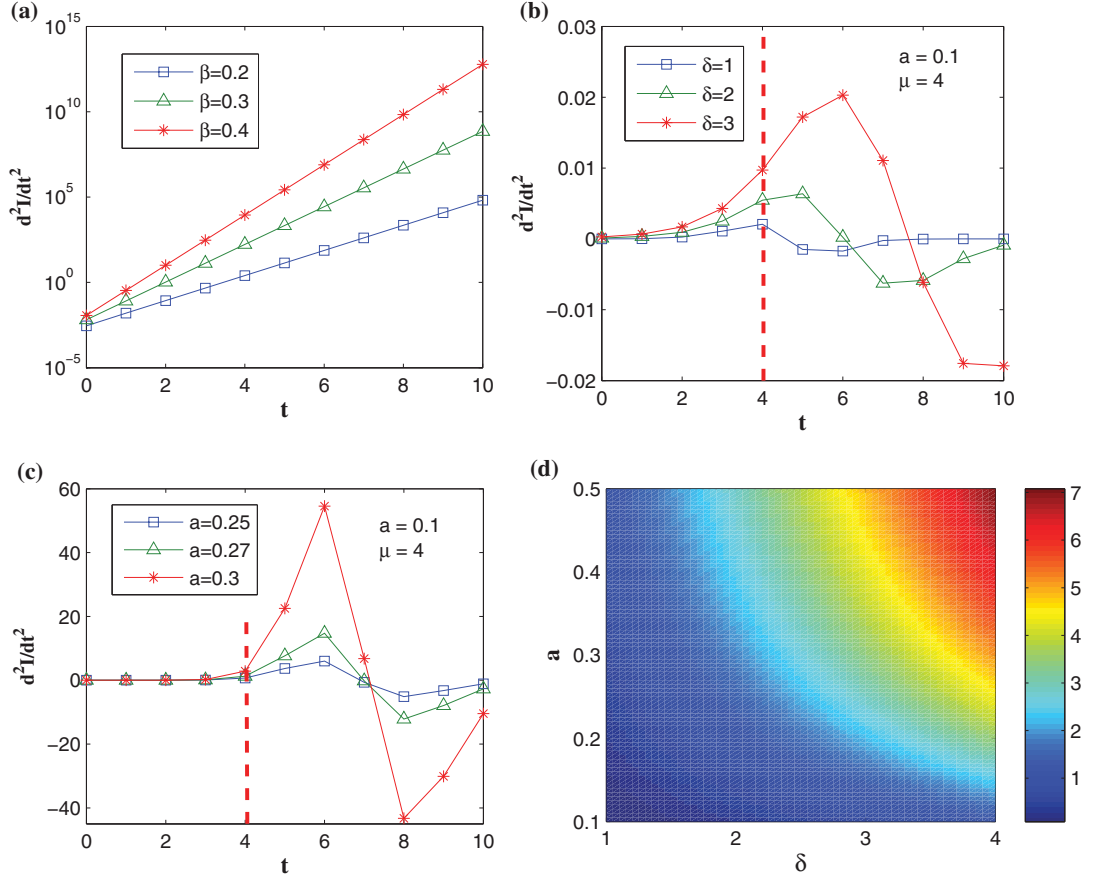 (a)
10^15
10^10
10^5
10^0
10^−5
d²I/dt²
β=0.2
β=0.3
β=0.4
0 2 4 6 8 10
t
(b)
0.03
0.02
0.01
0
−0.01
−0.02
d²I/dt²
δ=1
δ=2
δ=3
a = 0.1
μ = 4
0 2 4 6 8 10
t
(c)
60
40
20
0
−20
−40
d²I/dt²
a=0.25
a=0.27
a=0.3
a = 0.1
μ = 4
0 2 4 6 8 10
t
(d)
0.5
0.4
0.3
0.2
0.1
a
1 2 3 4
δ
7
6
5
4
3
2
1